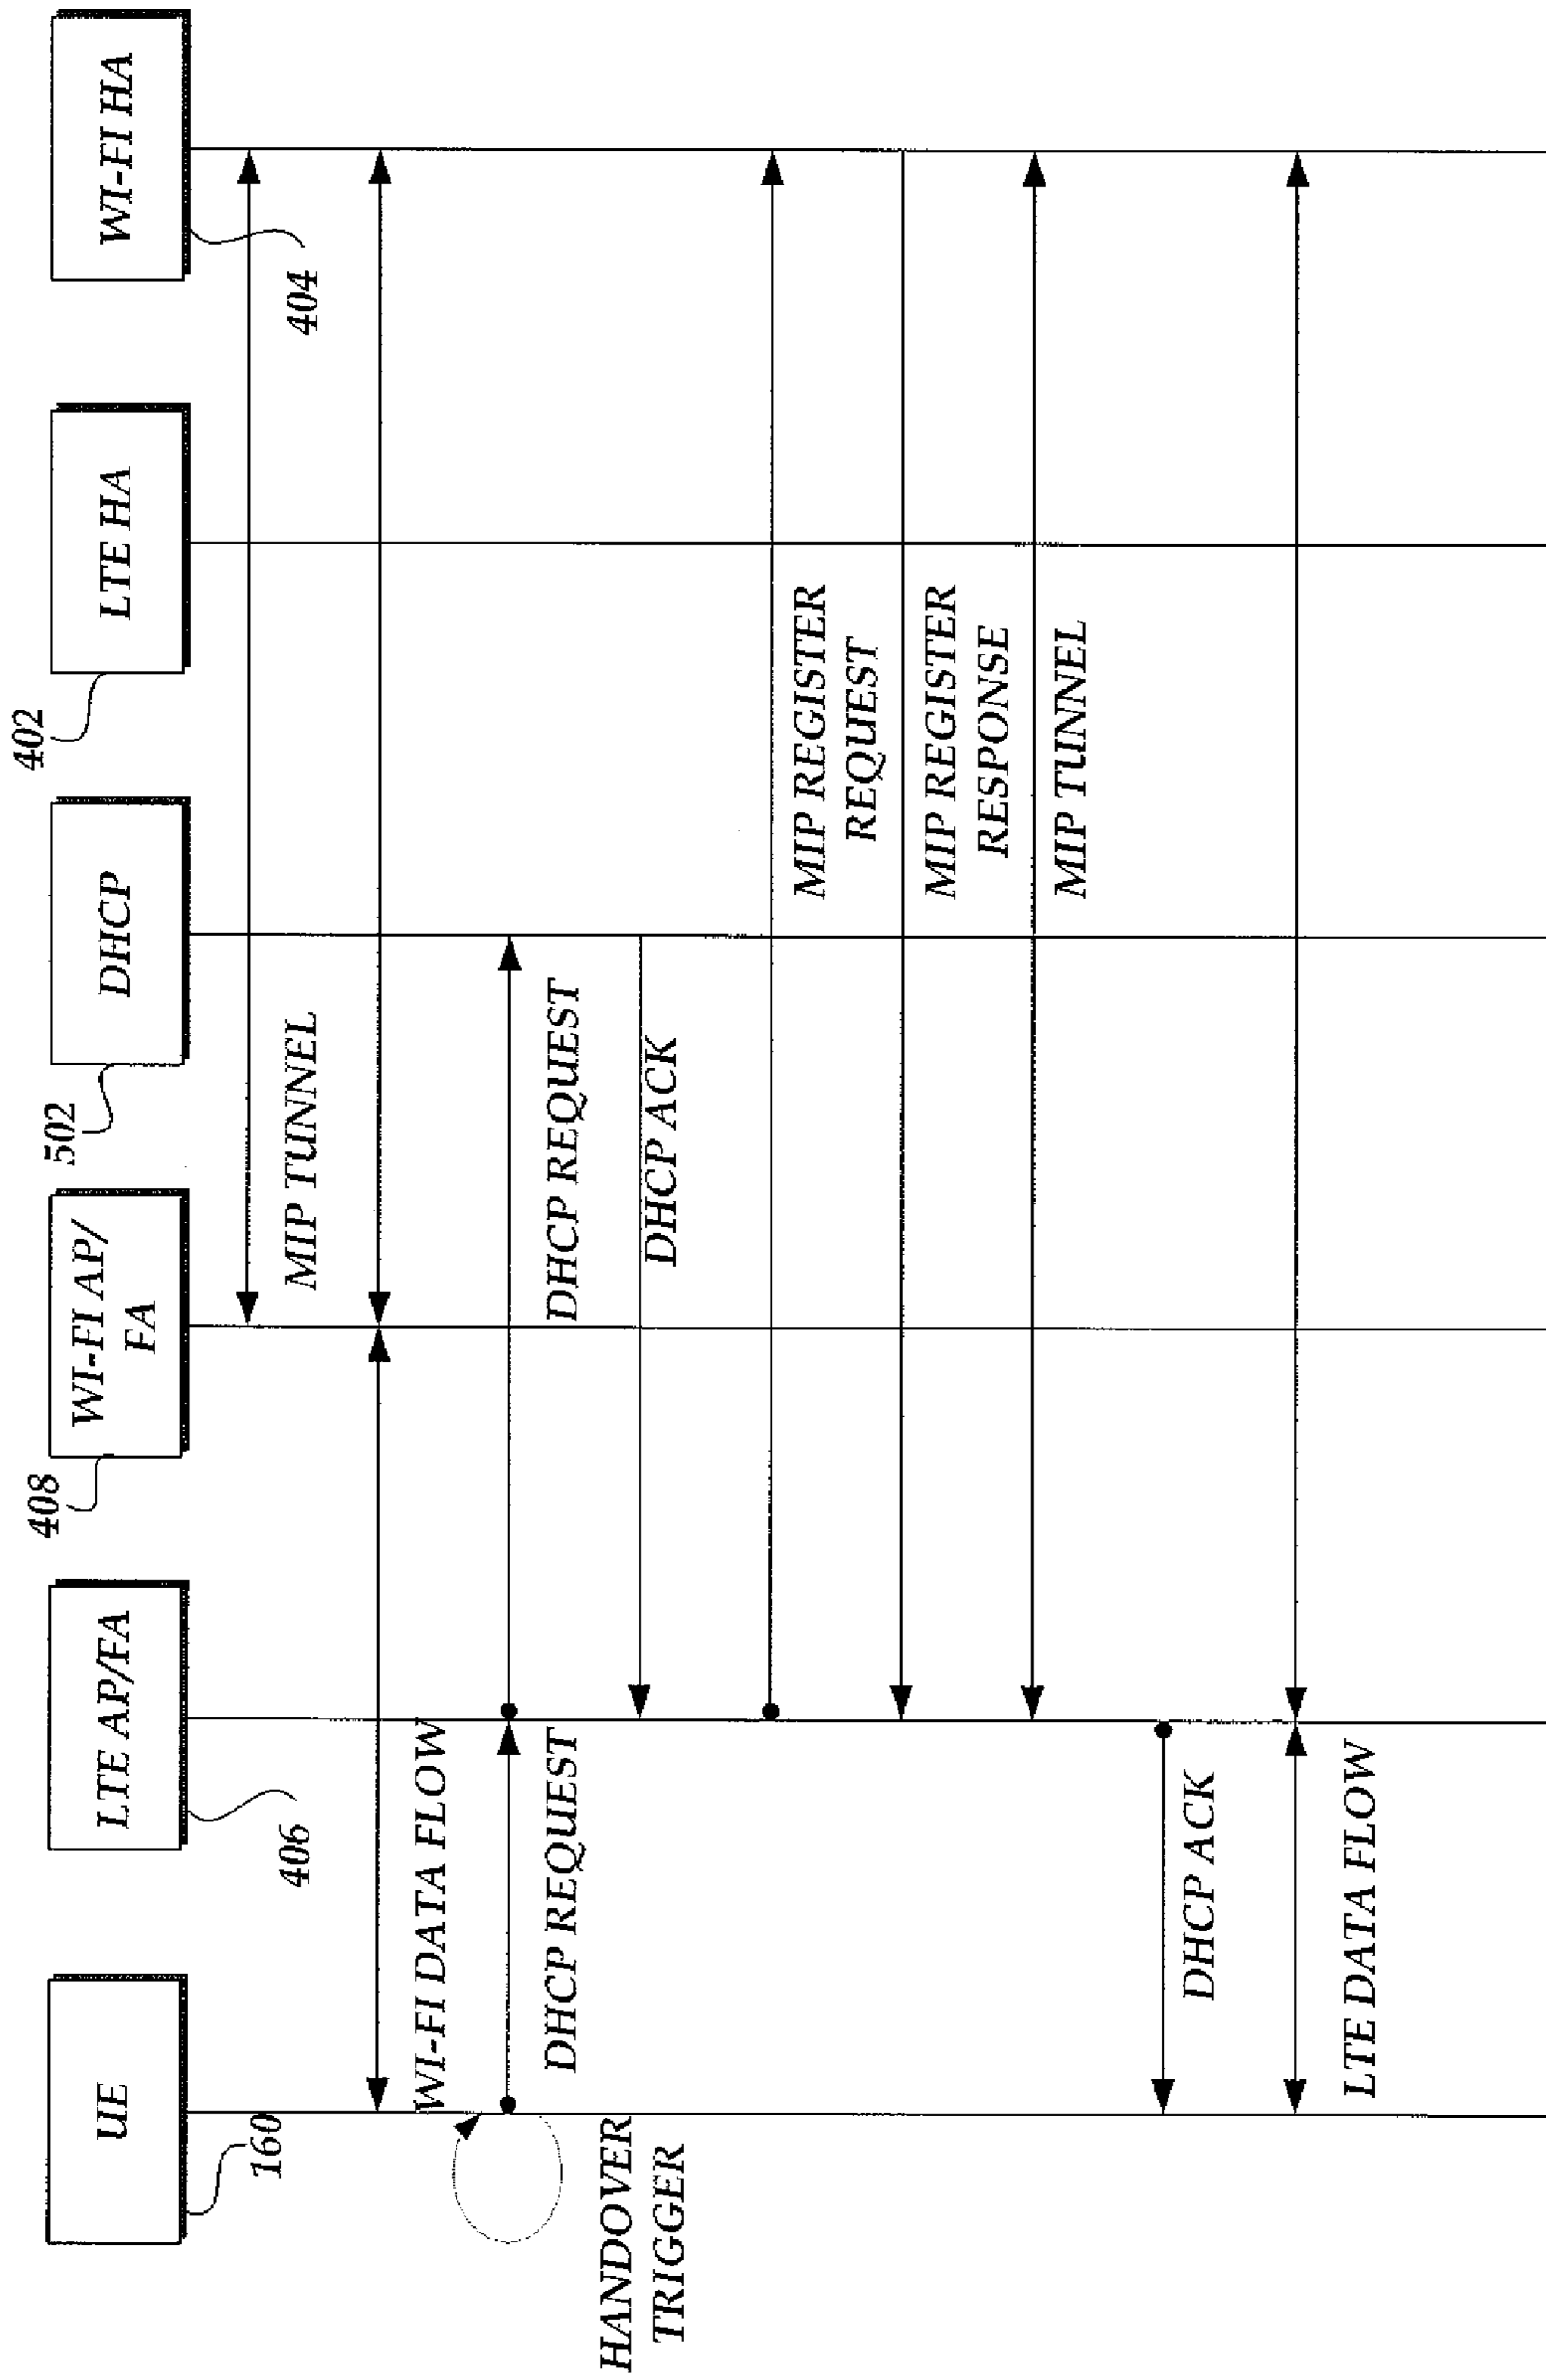 UE
160
LTE AP/FA
406
WI-FI AP/
FA
408
DHCP
502
LTE HA
402
WI-FI HA
404
MIP TUNNEL
WI-FI DATA FLOW
HANDOVER
TRIGGER
DHCP REQUEST
DHCP REQUEST
DHCP ACK
MIP REGISTER
REQUEST
MIP REGISTER
RESPONSE
MIP TUNNEL
DHCP ACK
LTE DATA FLOW